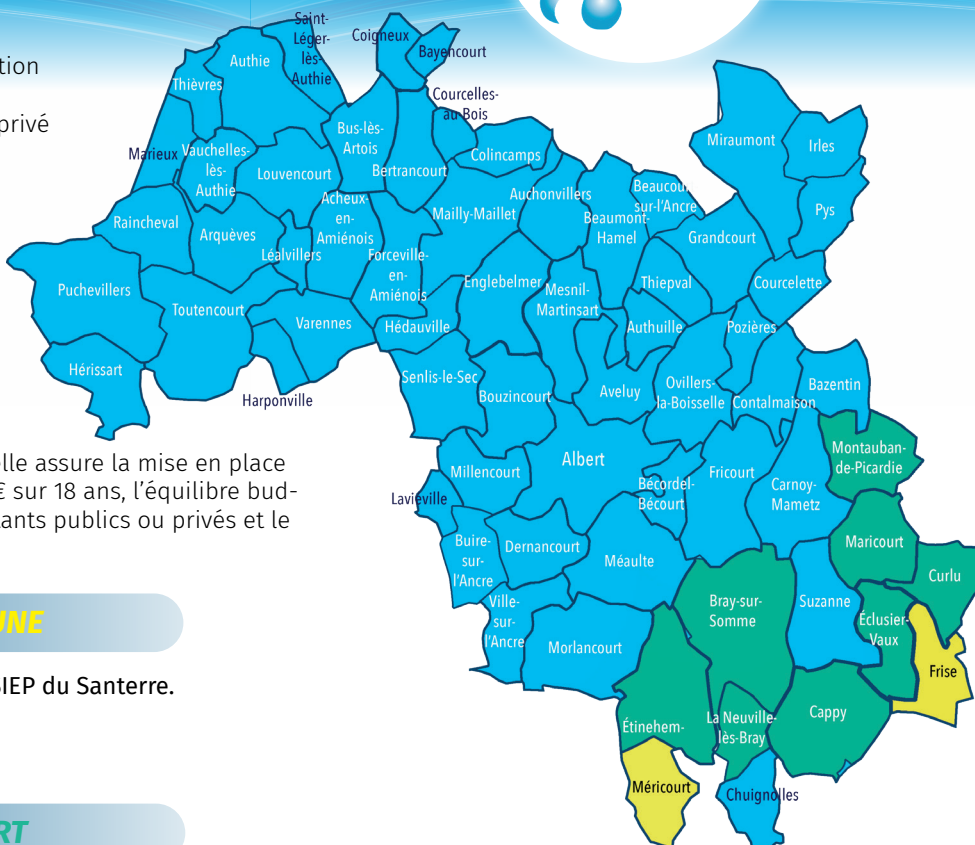 tion
privé
elle assure la mise en place
€ sur 18 ans, l’équilibre bud-
tants publics ou privés et le
UNE
SIEP du Santerre.
RT
Saint-
Léger-
lès-
Authie
Coigneux
Bayencourt
Authie
Thièvres
Courcelles-
au-Bois
Marieux
Vauchelles-
lès-
Authie
Bus-lès-
Artois
Louvencourt
Bertrancourt
Colincamps
Miraumont
Irles
Raincheval
Arquèves
Acheux-
en-
Amiénois
Léalvillers
Mailly-Maillet
Auchonvillers
Beaumont-
Hamel
Beaucou
sur-l’Ancre
Grandcourt
Pys
Puchevillers
Toutencourt
Forceville-
en-
Amiénois
Englebelmer
Mesnil-
Martinsart
Thiepval
Courcelette
Varennes
Hédauville
Authuille
Pozières
Hérissart
Harponville
Senlis-le-Sec
Bouzincourt
Aveluy
Ovillers-
la-Boisselle
Contalmaison
Bazentin
Millencourt
Albert
Laviéville
Bécordel-
Bécourt
Fricourt
Carnoy-
Mametz
Montauban-
de-Picardie
Buire-
sur-
l’Ancre
Dernancourt
Méaulte
Maricourt
Curlu
Ville-
sur-
l’Ancre
Morlancourt
Bray-sur-
Somme
Suzanne
Éclusier-
Vaux
Frise
Étinehem-
La Neuville-
lès-Bray
Cappy
Méricourt
Chuignolles